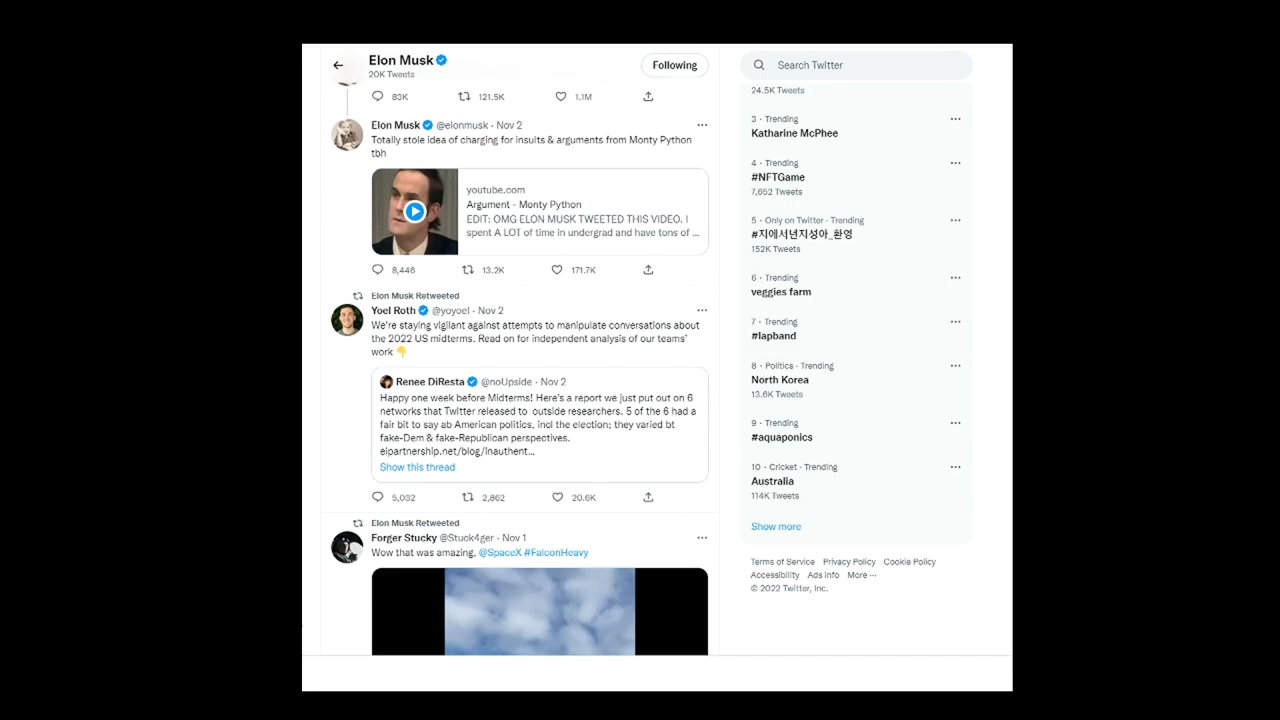 Elon Musk
20K Tweets
Following
83K 121.5K 1.1M
Elon Musk @elonmusk · Nov 2
Totally stole idea of charging for insults & arguments from Monty Python
tbh
youtube.com
Argument - Monty Python
EDIT: OMG ELON MUSK TWEETED THIS VIDEO. I
spent A LOT of time in undergrad and have tons of ...
8,446 13.2K 171.7K
Elon Musk Retweeted
Yoel Roth @yoyoel · Nov 2
We're staying vigilant against attempts to manipulate conversations about
the 2022 US midterms. Read on for independent analysis of our teams'
work 👇
Renee DiResta @noUpside · Nov 2
Happy one week before Midterms! Here's a report we just put out on 6
networks that Twitter released to outside researchers. 5 of the 6 had a
fair bit to say ab American politics, incl the election; they varied bt
fake-Dem & fake-Republican perspectives.
eipartnership.net/blog/inauthent...
Show this thread
5,032 2,862 20.6K
Elon Musk Retweeted
Forger Stucky @Stuck4ger · Nov 1
Wow that was amazing, @SpaceX #FalconHeavy
Search Twitter
24.5K Tweets
3 · Trending
Katharine McPhee
4 · Trending
#NFTGame
7,652 Tweets
5 · Only on Twitter · Trending
#지에서년지성아_환영
152K Tweets
6 · Trending
veggies farm
7 · Trending
#lapband
8 · Politics · Trending
North Korea
13.6K Tweets
9 · Trending
#aquaponics
10 · Cricket · Trending
Australia
114K Tweets
Show more
Terms of Service Privacy Policy Cookie Policy
Accessibility Ads info More ···
© 2022 Twitter, Inc.